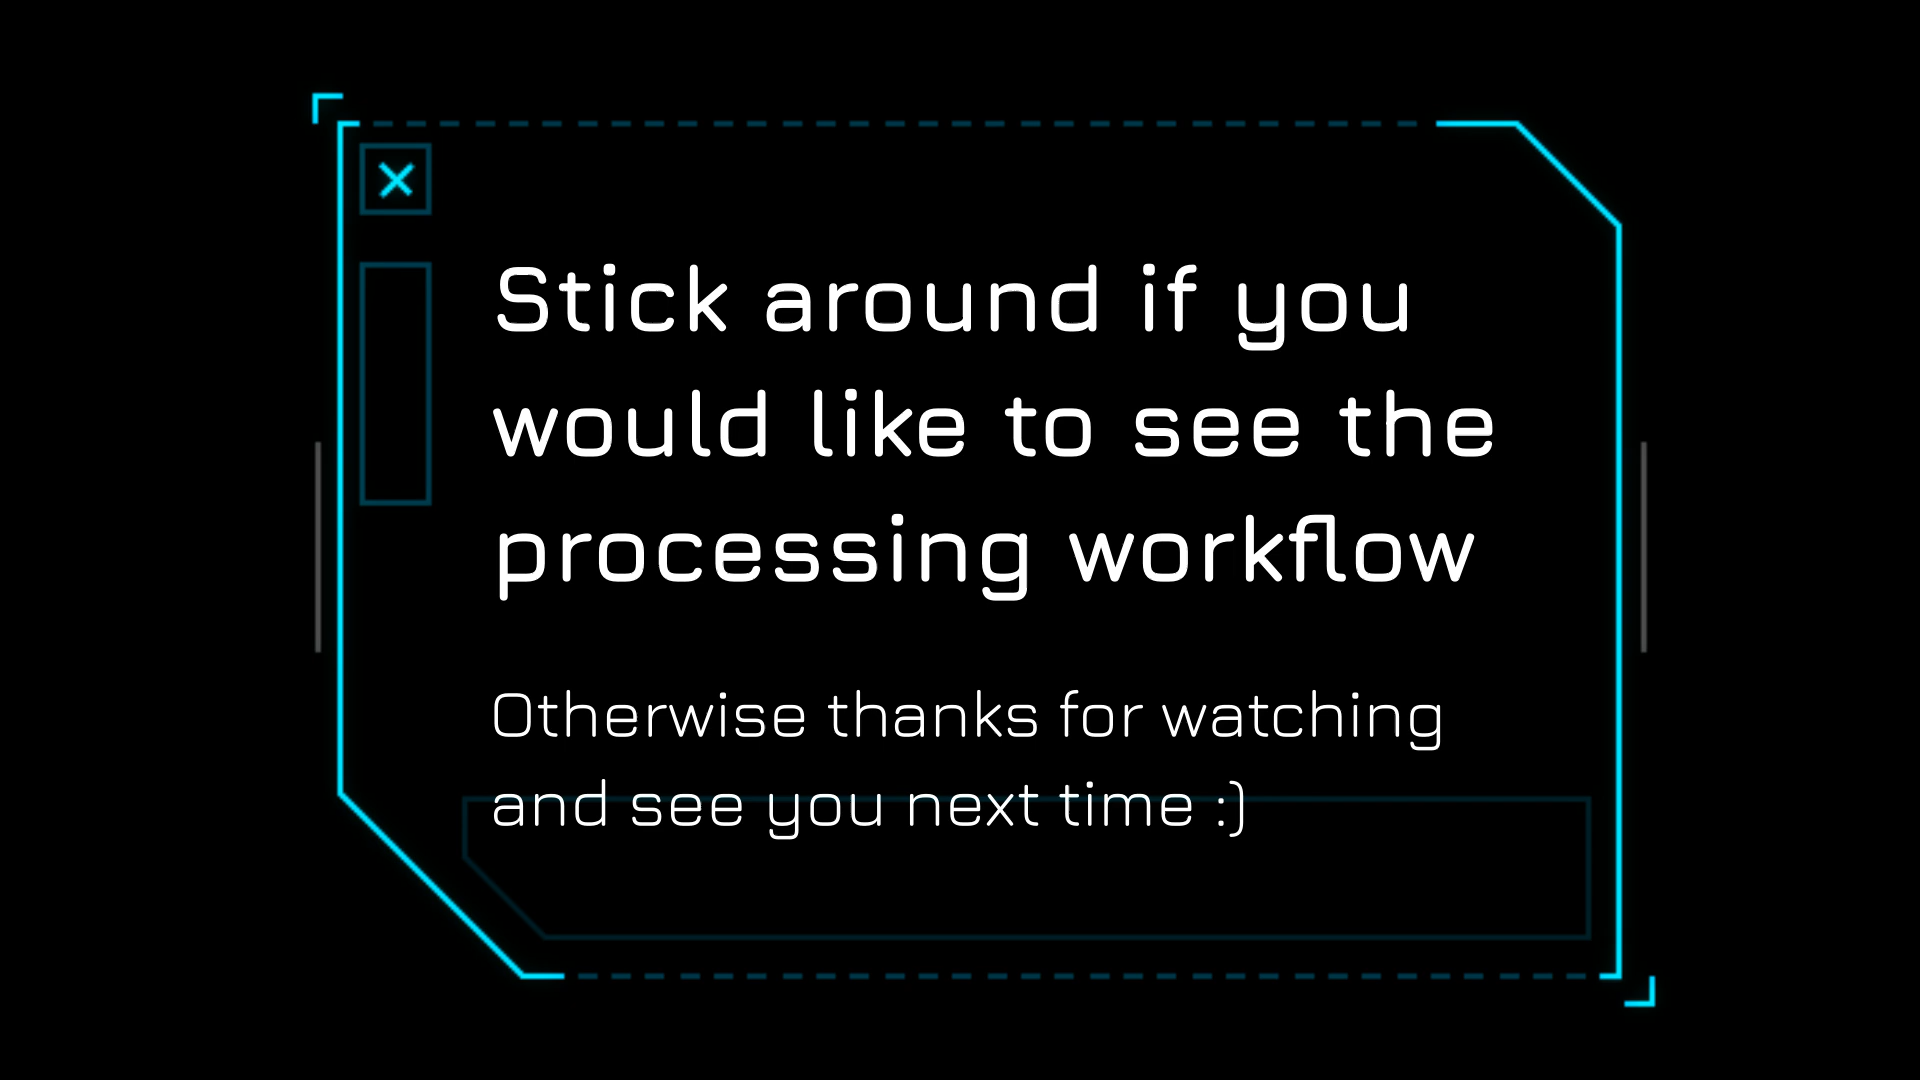 Stick around if you
would like to see the
processing workflow
Otherwise thanks for watching
and see you next time :)